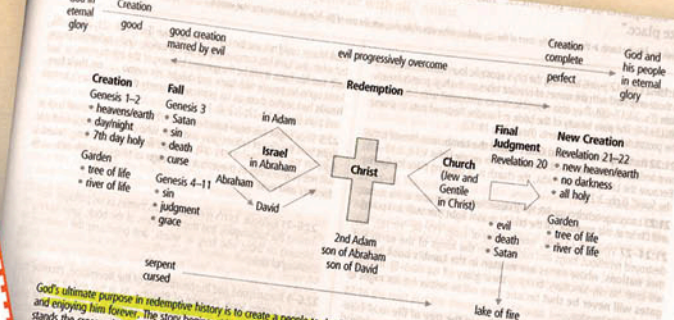 eternal
glory
Creation
good
good creation
marred by evil
evil progressively overcome
Creation
complete
perfect
God and
his people
in eternal
glory
Redemption
Creation
Genesis 1–2
• heavens/earth
• day/night
• 7th day holy
Garden
• tree of life
• river of life
Fall
Genesis 3
• Satan
• sin
• death
• curse
Genesis 4–11
• sin
• judgment
• grace
in Adam
Israel
in Abraham
Abraham
David
Christ
2nd Adam
son of Abraham
son of David
Church
(Jew and
Gentile
in Christ)
Final
Judgment
Revelation 20
• evil
• death
• Satan
New Creation
Revelation 21–22
• new heaven/earth
• no darkness
• all holy
Garden
• tree of life
• river of life
serpent
cursed
lake of fire
God's ultimate purpose in redemptive history is to create a people
and enjoying him forever. The story
stands the